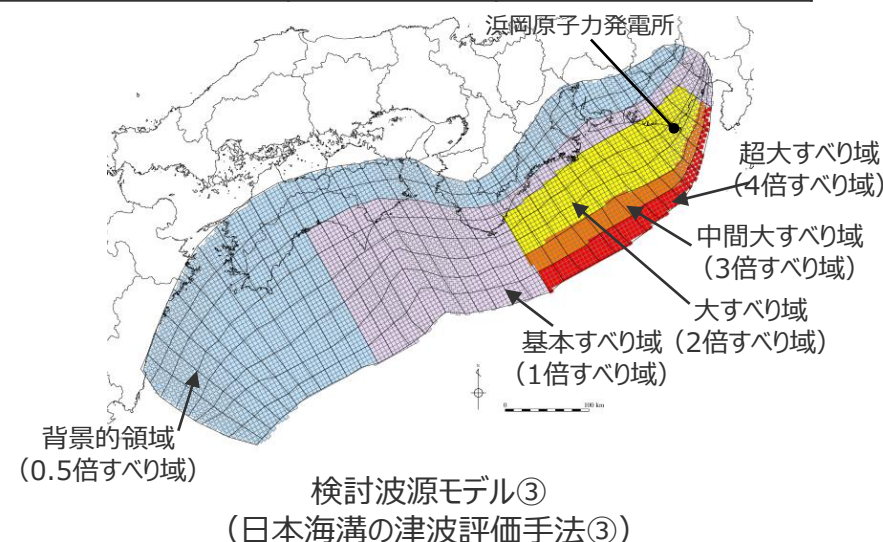 浜岡原子力発電所
超大すべり域
(4倍すべり域)
中間大すべり域
(3倍すべり域)
大すべり域
(2倍すべり域)
基本すべり域
(1倍すべり域)
背景的領域
(0.5倍すべり域)
0 100 km
検討波源モデル③
(日本海溝の津波評価手法③)